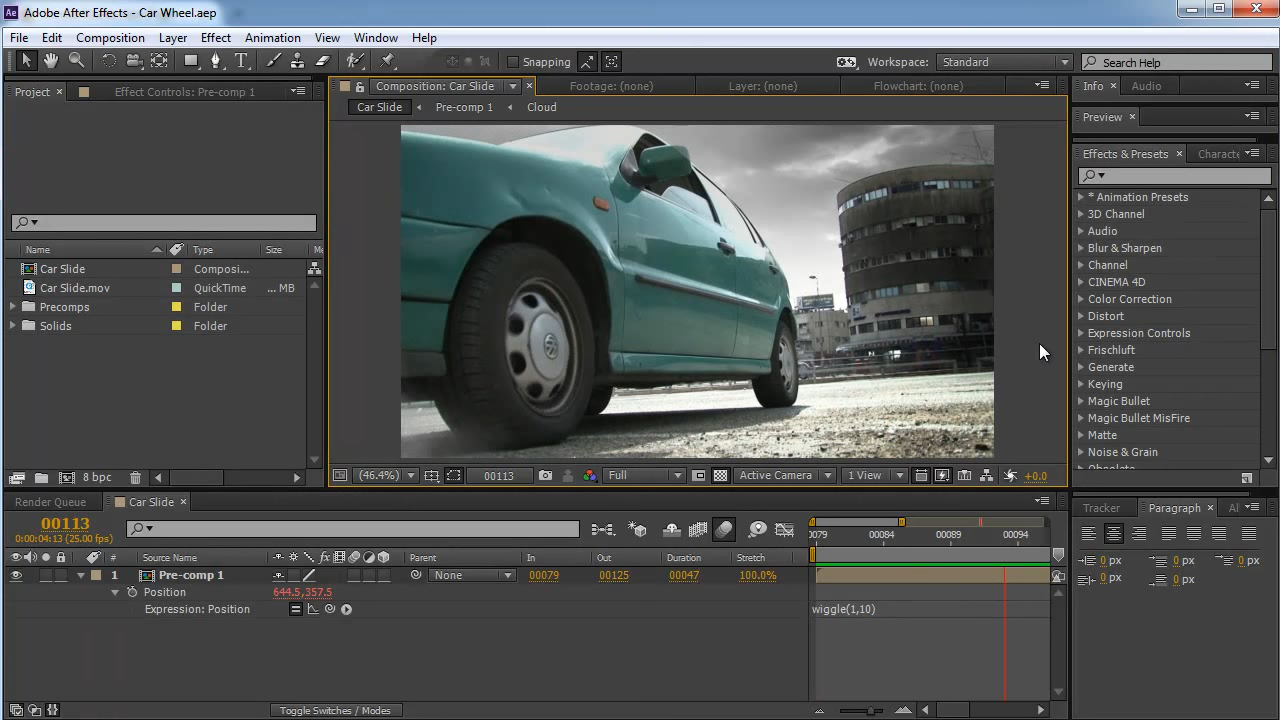 Adobe After Effects - Car Wheel.aep
File Edit Composition Layer Effect Animation View Window Help
Snapping Workspace: Standard Search Help
Project × Effect Controls: Pre-comp 1 Composition: Car Slide × Footage: (none) Layer: (none) Flowchart: (none) Info × Audio
Car Slide Pre-comp 1 Cloud
Preview ×
Effects & Presets ×
* Animation Presets
3D Channel
Audio
Blur & Sharpen
Channel
CINEMA 4D
Color Correction
Distort
Expression Controls
Frischluft
Generate
Keying
Magic Bullet
Magic Bullet MisFire
Matte
Noise & Grain
Name Type Size
Car Slide Composi...
Car Slide.mov QuickTime ... MB
Precomps Folder
Solids Folder
8 bpc
(46.4%) 00113 Full Active Camera 1 View +0.0
Render Queue Car Slide ×
Tracker Paragraph ×
00113
0:00:04:13 (25.00 fps)
0079 00084 00089 00094
# Source Name Parent In Out Duration Stretch
1 Pre-comp 1 None 00079 00125 00047 100.0%
Position 644.5,357.5
Expression: Position wiggle(1,10)
0 px 0 px 0 px
0 px 0 px
Toggle Switches / Modes